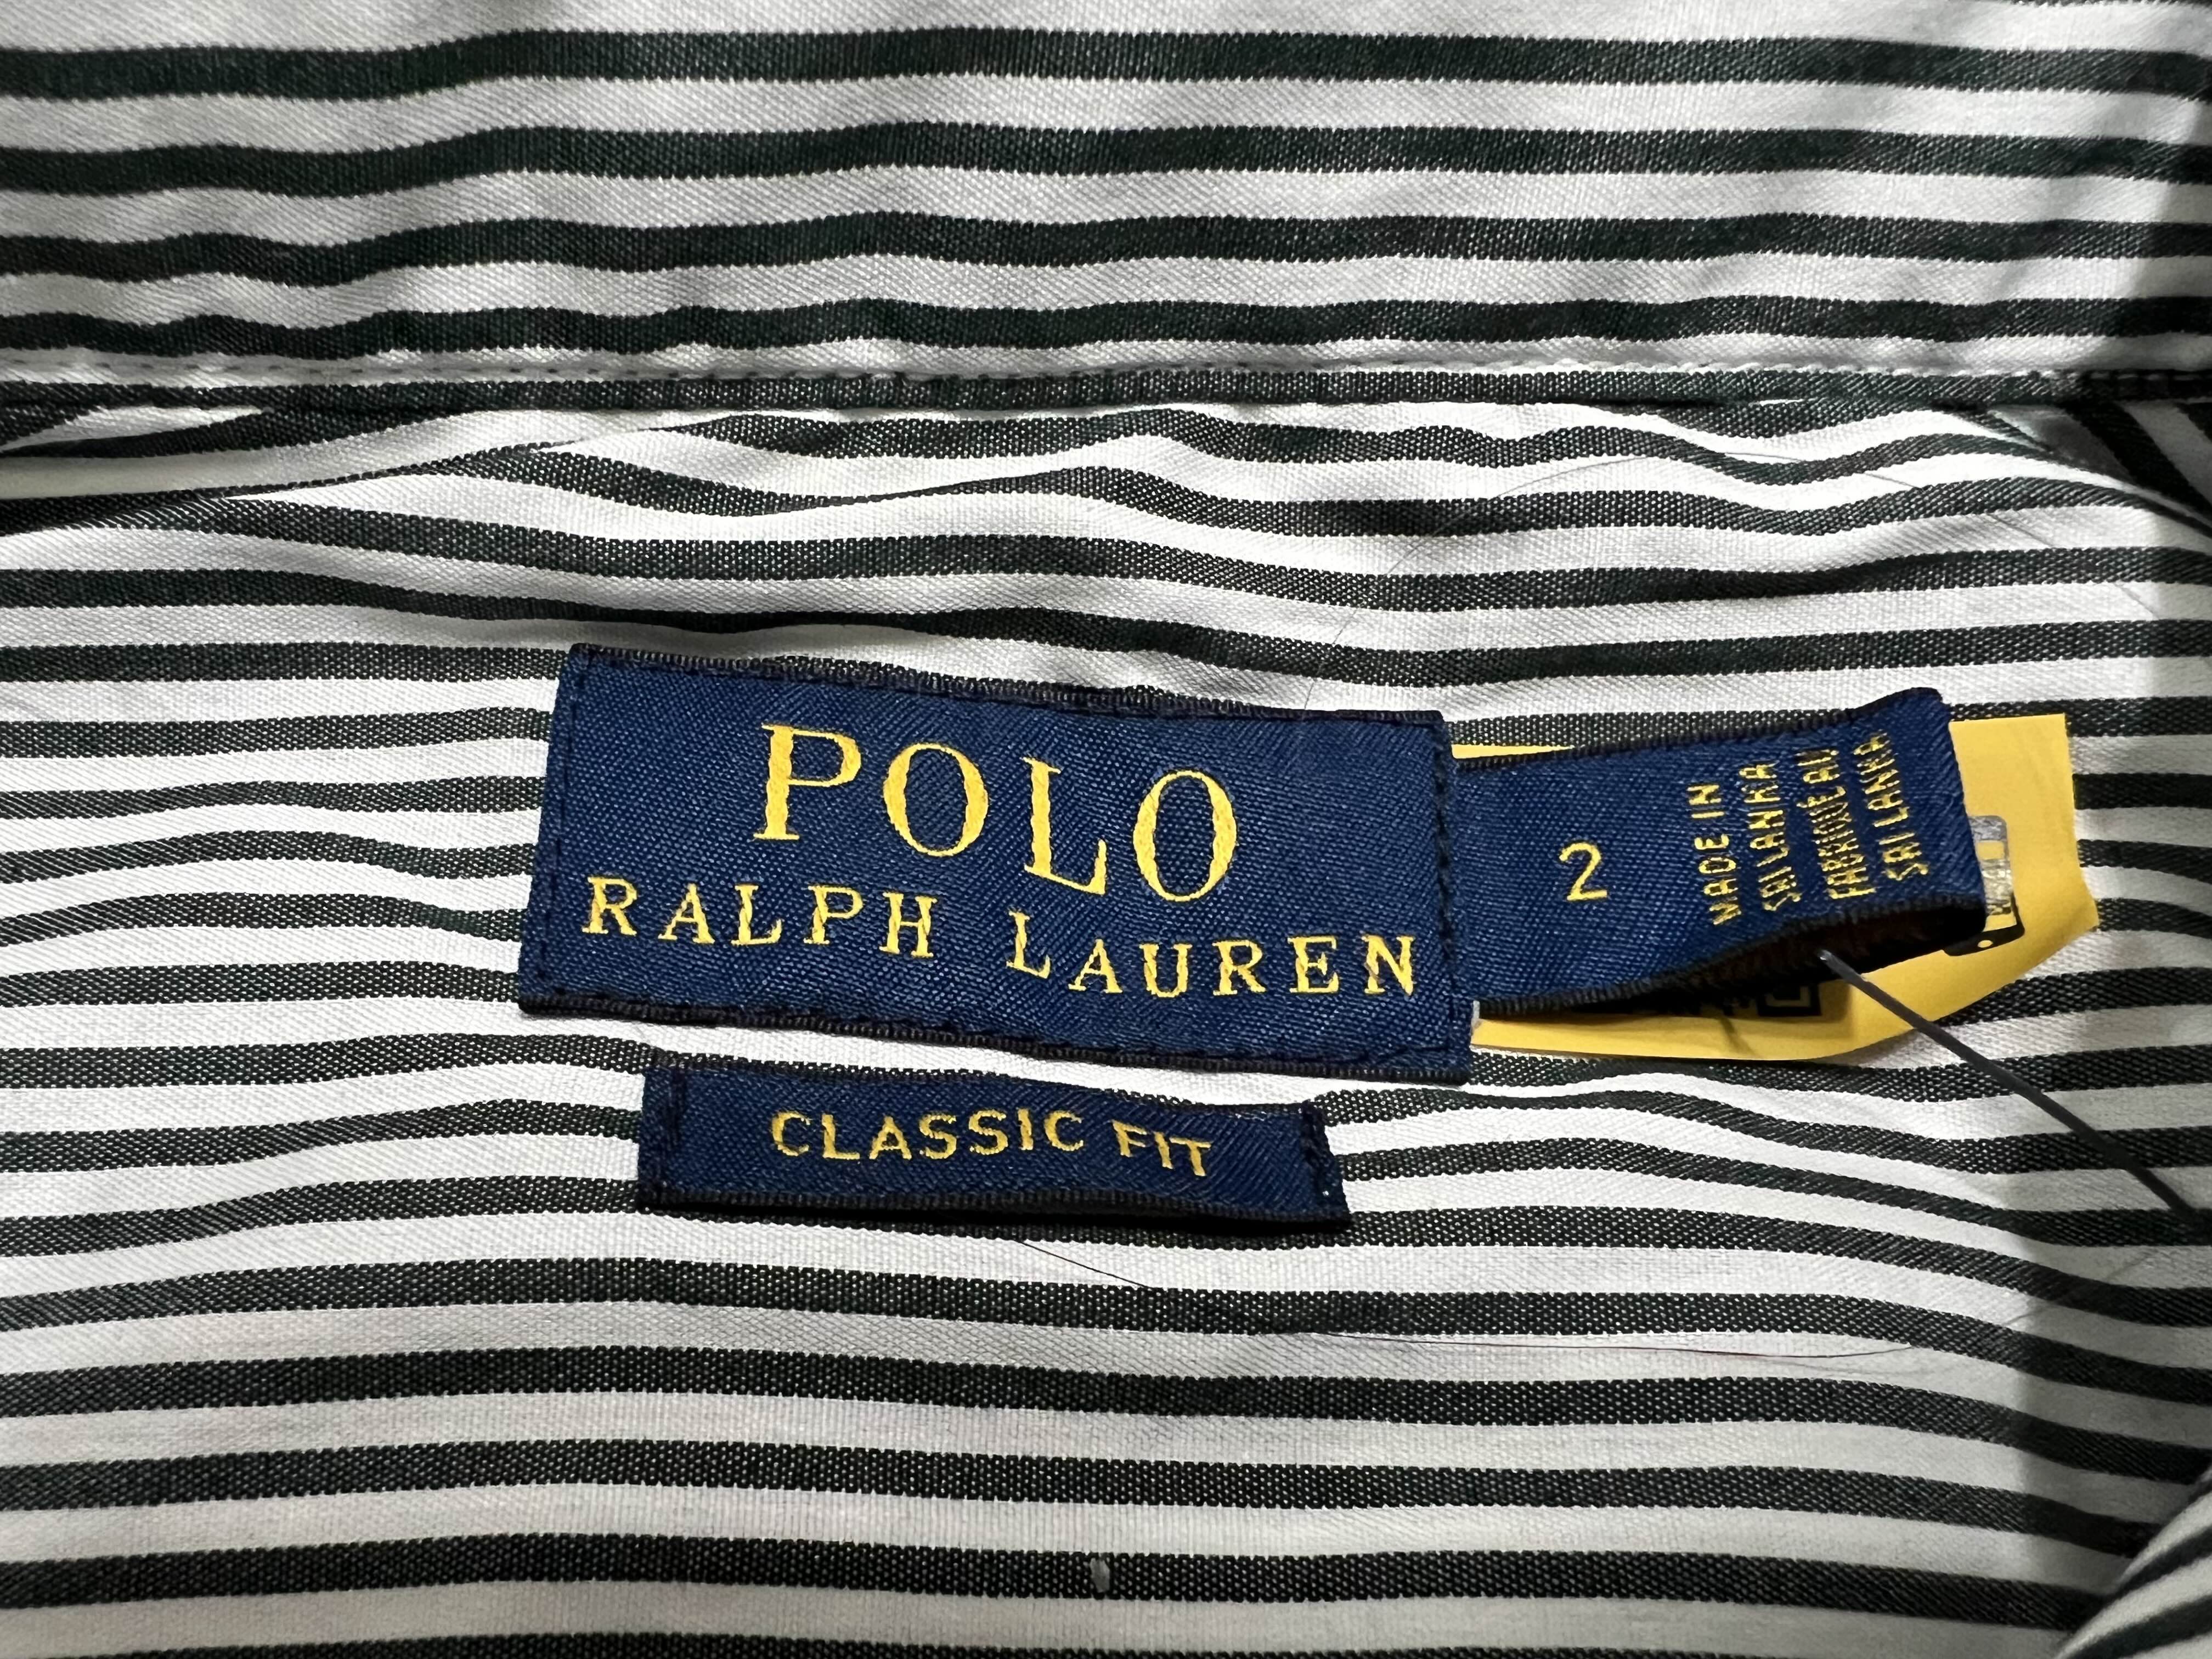 POLO
RALPH LAUREN
2
MADE IN
SRI LANKA
FABRIQUÉ AU
SRI LANKA
CLASSIC FIT